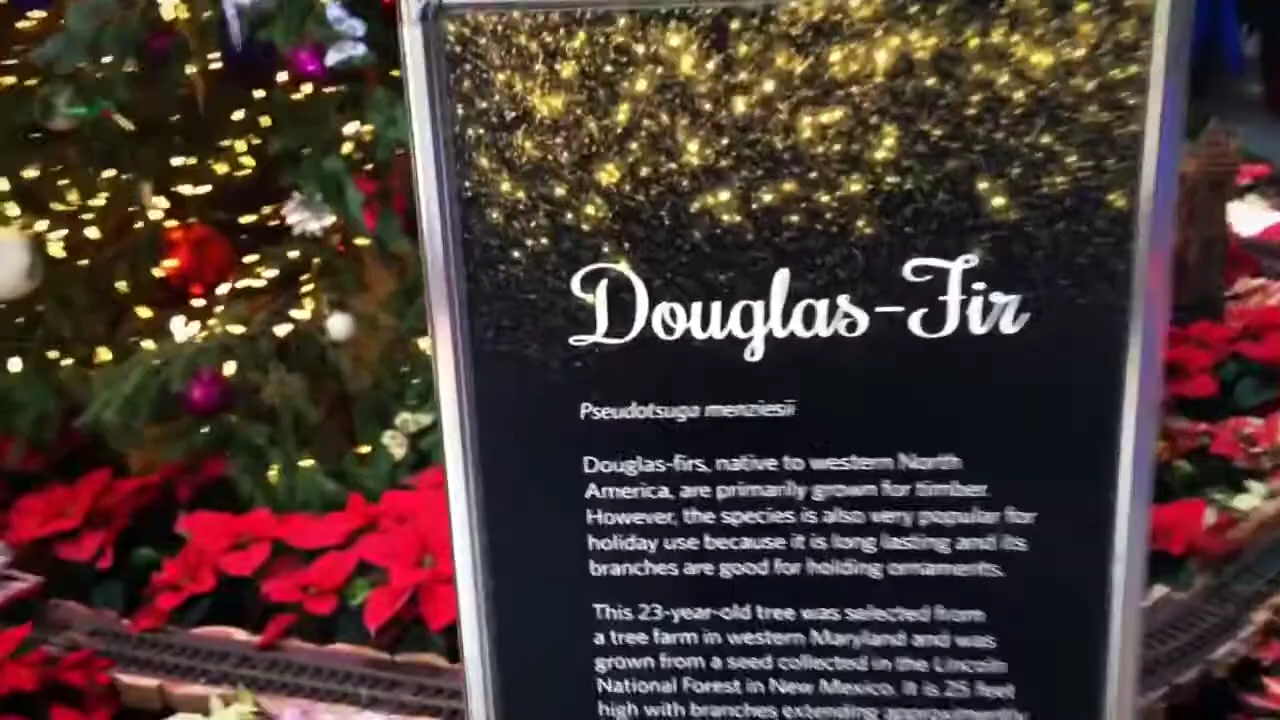 Douglas-Fir
Pseudotsuga menziesii
Douglas-firs, native to western North
America, are primarily grown for timber.
However, the species is also very popular for
holiday use because it is long lasting and its
branches are good for holding ornaments.
This 23-year-old tree was selected from
a tree farm in western Maryland and was
grown from a seed collected in the Lincoln
National Forest in New Mexico. It is 25 feet
high with branches extending approximately